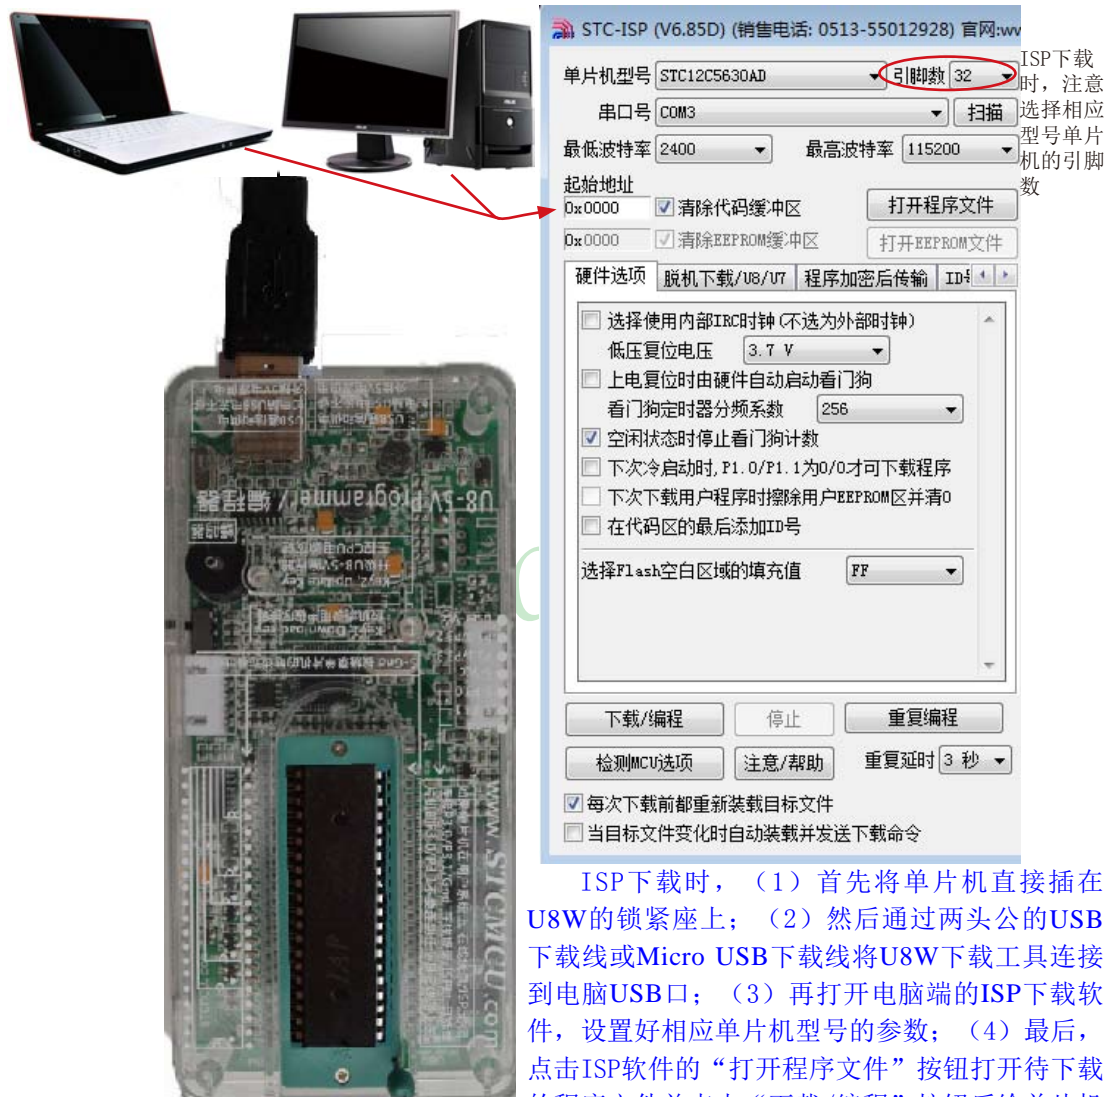 STC-ISP (V6.85D) (销售电话: 0513-55012928) 官网:ww
单片机型号 STC12C5630AD 引脚数 32
串口号 COM3 扫描
最低波特率 2400 最高波特率 115200
起始地址
0x0000 清除代码缓冲区 打开程序文件
0x0000 清除EEPROM缓冲区 打开EEPROM文件
硬件选项 脱机下载/U8/U7 程序加密后传输
选择使用内部IRC时钟(不选为外部时钟)
低压复位电压 3.7 V
上电复位时由硬件自动启动看门狗
看门狗定时器分频系数 256
空闲状态时停止看门狗计数
下次冷启动时,P1.0/P1.1为0/0才可下载程序
下次下载用户程序时擦除用户EEPROM区并清0
在代码区的最后添加ID号
选择Flash空白区域的填充值 FF
下载/编程 停止 重复编程
检测MCU选项 注意/帮助 重复延时 3 秒
每次下载前都重新装载目标文件
当目标文件变化时自动装载并发送下载命令
ISP下载
时，注意
选择相应
型号单片
机的引脚
数
U8-5V Programmer / 编程器
www.STCMCU.com
ISP下载时，（1）首先将单片机直接插在
U8W的锁紧座上；（2）然后通过两头公的USB
下载线或Micro USB下载线将U8W下载工具连接
到电脑USB口；（3）再打开电脑端的ISP下载软
件，设置好相应单片机型号的参数；（4）最后，
点击ISP软件的“打开程序文件”按钮打开待下载